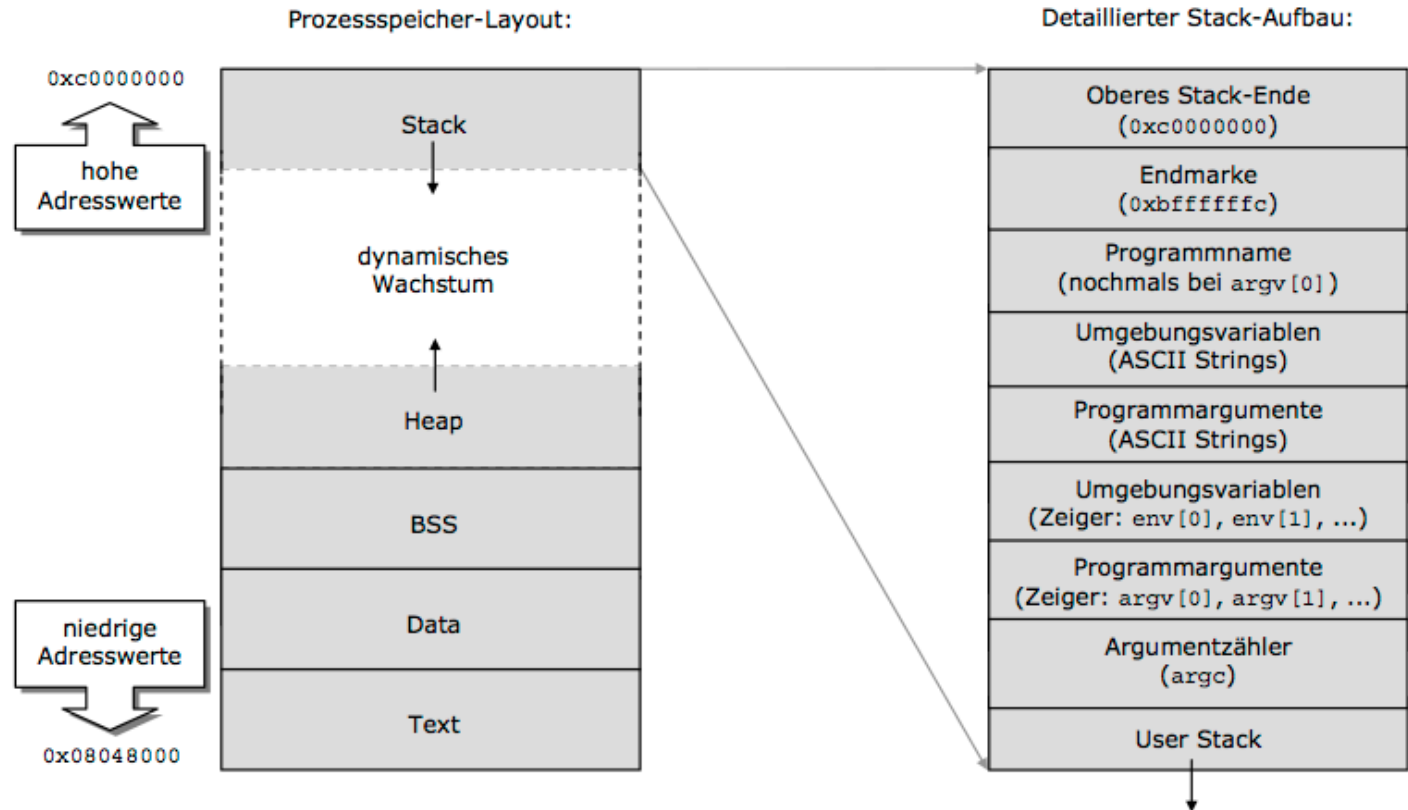 Prozessspeicher-Layout:
0xc0000000
hohe
Adresswerte
Stack
dynamisches
Wachstum
Heap
BSS
Data
Text
niedrige
Adresswerte
0x08048000
Detaillierter Stack-Aufbau:
Oberes Stack-Ende
(0xc0000000)
Endmarke
(0xbffffffc)
Programmname
(nochmals bei argv[0])
Umgebungsvariablen
(ASCII Strings)
Programmargumente
(ASCII Strings)
Umgebungsvariablen
(Zeiger: env[0], env[1], ...)
Programmargumente
(Zeiger: argv[0], argv[1], ...)
Argumentzähler
(argc)
User Stack